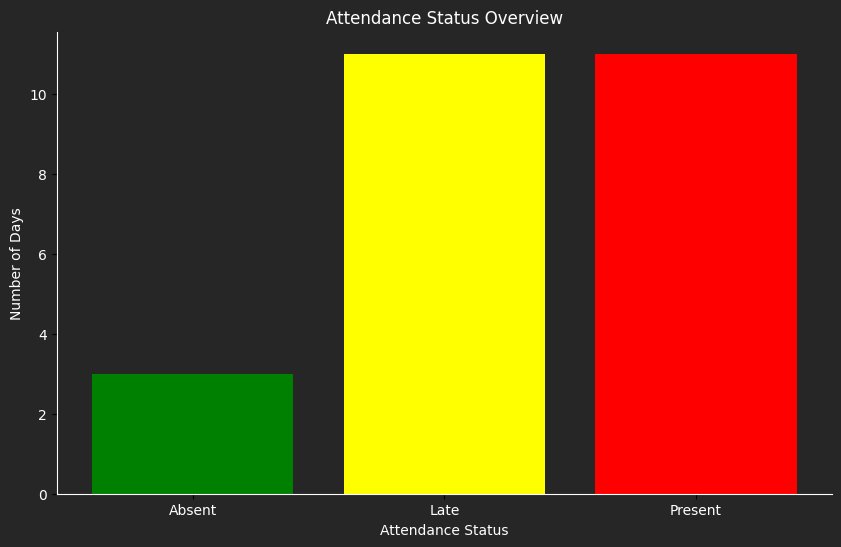 Attendance Status Overview
Number of Days
10
8
6
4
2
0
Absent Late Present
Attendance Status